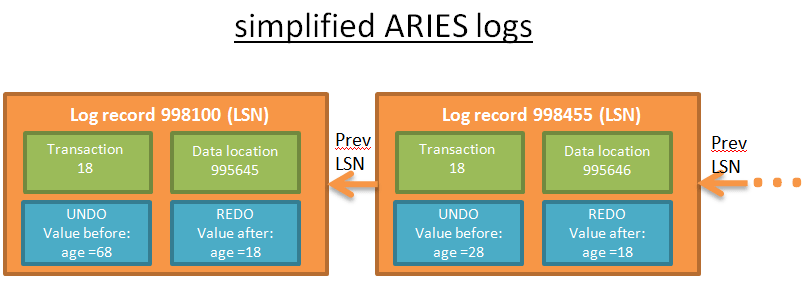 simplified ARIES logs
Log record 998100 (LSN)
Transaction
18
Data location
995645
UNDO
Value before:
age =68
REDO
Value after:
age =18
Prev
LSN
Log record 998455 (LSN)
Transaction
18
Data location
995646
UNDO
Value before:
age =28
REDO
Value after:
age =18
Prev
LSN